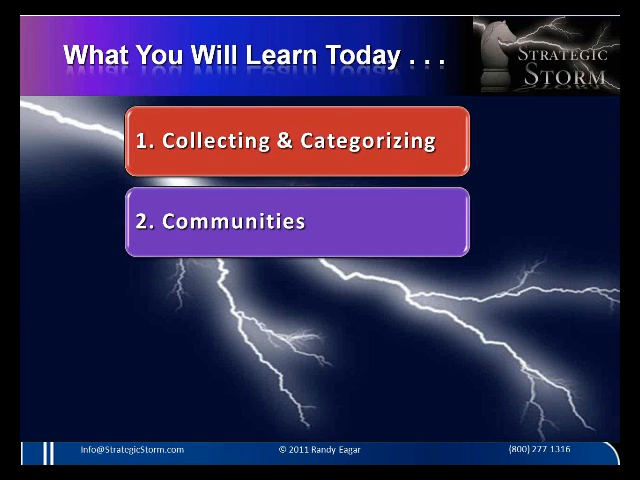 What You Will Learn Today . . .
STRATEGIC
STORM
1. Collecting & Categorizing
2. Communities
Info@StrategicStorm.com
© 2011 Randy Eagar
(800) 277 1316